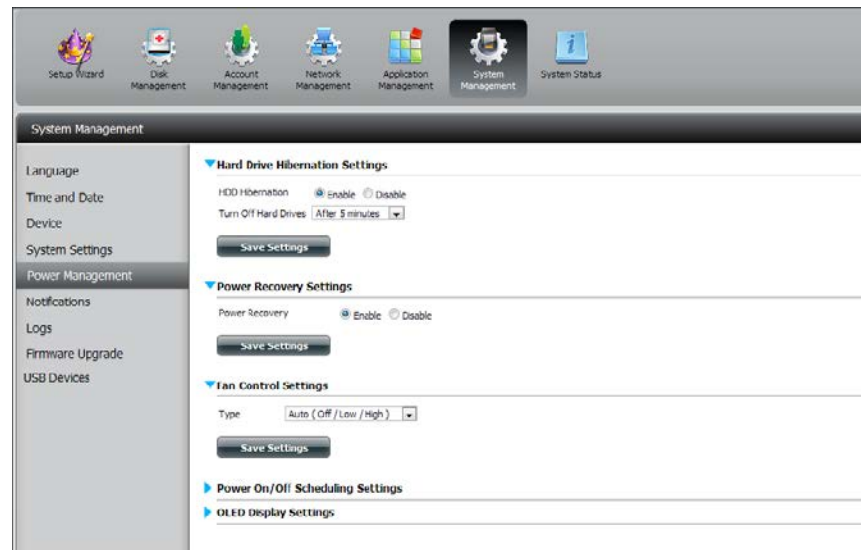 Setup Wizard
Disk Management
Account Management
Network Management
Application Management
System Management
System Status
System Management
Language
Time and Date
Device
System Settings
Power Management
Notifications
Logs
Firmware Upgrade
USB Devices
Hard Drive Hibernation Settings
HDD Hibernation Enable Disable
Turn Off Hard Drives After 5 minutes
Save Settings
Power Recovery Settings
Power Recovery Enable Disable
Save Settings
Fan Control Settings
Type Auto ( Off / Low / High )
Save Settings
Power On/Off Scheduling Settings
OLED Display Settings